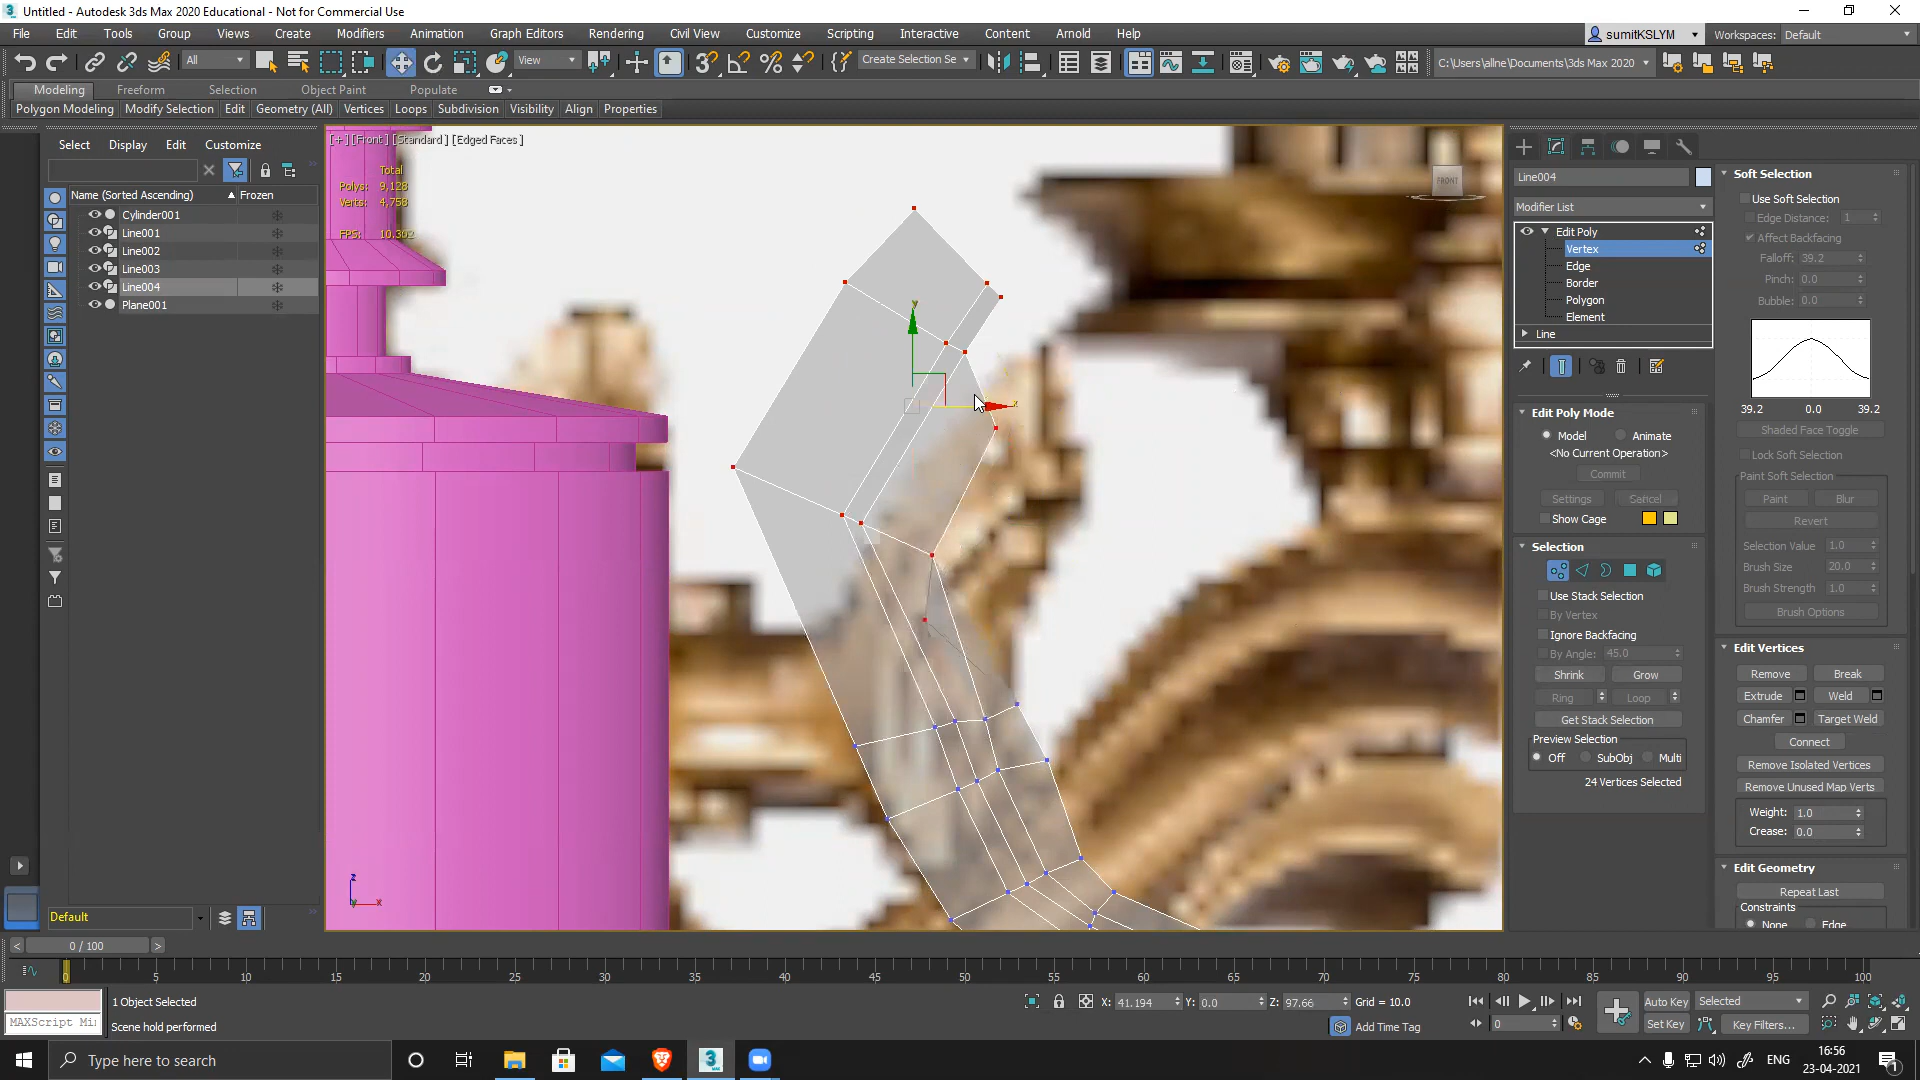 Untitled - Autodesk 3ds Max 2020 Educational - Not for Commercial Use
File Edit Tools Group Views Create Modifiers Animation Graph Editors Rendering Civil View Customize Scripting Interactive Content Arnold Help
sumitKSLYM Workspaces: Default
All View Create Selection Se C:\Users\allne\Documents\3ds Max 2020
Modeling Freeform Selection Object Paint Populate
Polygon Modeling Modify Selection Edit Geometry (All) Vertices Loops Subdivision Visibility Align Properties
Select Display Edit Customize
Name (Sorted Ascending) Frozen
Cylinder001
Line001
Line002
Line003
Line004
Plane001
Default
[+] [Front] [Standard] [Edged Faces]
Total
Polys: 9,128
Verts: 4,758
FPS: 10.302
FRONT
y
x
z
x
Line004
Modifier List
Edit Poly
Vertex
Edge
Border
Polygon
Element
Line
Edit Poly Mode
Model Animate
<No Current Operation>
Commit
Settings Cancel
Show Cage
Selection
Use Stack Selection
By Vertex
Ignore Backfacing
By Angle: 45.0
Shrink Grow
Ring Loop
Get Stack Selection
Preview Selection
Off SubObj Multi
24 Vertices Selected
Soft Selection
Use Soft Selection
Edge Distance: 1
Affect Backfacing
Falloff: 39.2
Pinch: 0.0
Bubble: 0.0
39.2 0.0 39.2
Shaded Face Toggle
Lock Soft Selection
Paint Soft Selection
Paint Blur
Revert
Selection Value 1.0
Brush Size 20.0
Brush Strength 1.0
Brush Options
Edit Vertices
Remove Break
Extrude Weld
Chamfer Target Weld
Connect
Remove Isolated Vertices
Remove Unused Map Verts
Weight: 1.0
Crease: 0.0
Edit Geometry
Repeat Last
Constraints
None Edge
< 0 / 100 >
0 5 10 15 20 25 30 35 40 45 50 55 60 65 70 75 80 85 90 95 100
1 Object Selected
MAXScript Mi
Scene hold performed
X: 41.194 Y: 0.0 Z: 97.66 Grid = 10.0
Add Time Tag
0
Auto Key Selected
Set Key Key Filters...
Type here to search
3
MAX
ENG
16:56
23-04-2021
1